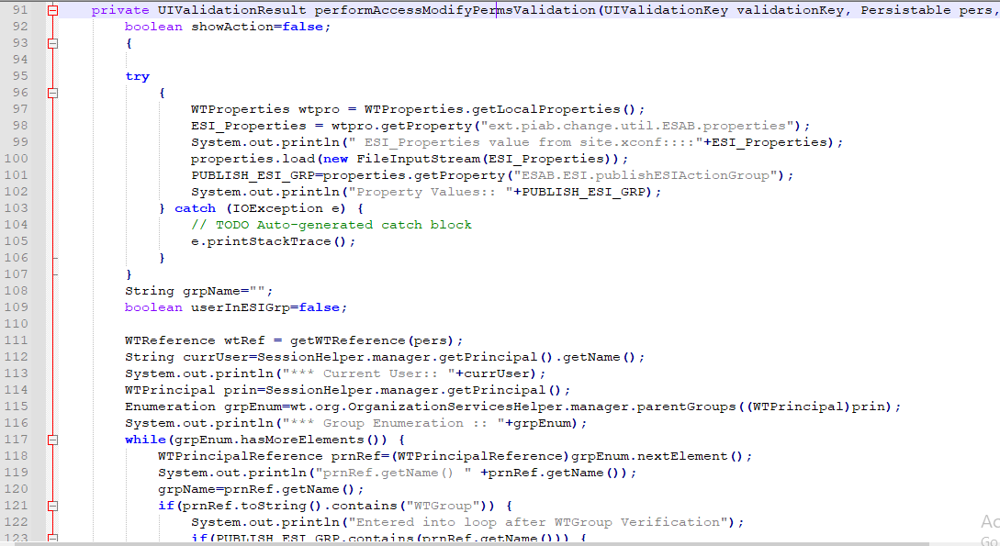 91 private UIValidationResult performAccessModifyPermsValidation(UIValidationKey validationKey, Persistable pers,
92 boolean showAction=false;
93 {
94
95 try
96 {
97 WTProperties wtpro = WTProperties.getLocalProperties();
98 ESI_Properties = wtpro.getProperty("ext.piab.change.util.ESAB.properties");
99 System.out.println(" ESI_Properties value from site.xconf::::"+ESI_Properties);
100 properties.load(new FileInputStream(ESI_Properties));
101 PUBLISH_ESI_GRP=properties.getProperty("ESAB.ESI.publishESIActionGroup");
102 System.out.println("Property Values:: "+PUBLISH_ESI_GRP);
103 } catch (IOException e) {
104 // TODO Auto-generated catch block
105 e.printStackTrace();
106 }
107 }
108 String grpName="";
109 boolean userInESIGrp=false;
110
111 WTReference wtRef = getWTReference(pers);
112 String currUser=SessionHelper.manager.getPrincipal().getName();
113 System.out.println("*** Current User:: "+currUser);
114 WTPrincipal prin=SessionHelper.manager.getPrincipal();
115 Enumeration grpEnum=wt.org.OrganizationServicesHelper.manager.parentGroups((WTPrincipal)prin);
116 System.out.println("*** Group Enumeration :: "+grpEnum);
117 while(grpEnum.hasMoreElements()) {
118 WTPrincipalReference prnRef=(WTPrincipalReference)grpEnum.nextElement();
119 System.out.println("prnRef.getName() " +prnRef.getName());
120 grpName=prnRef.getName();
121 if(prnRef.toString().contains("WTGroup")) {
122 System.out.println("Entered into loop after WTGroup Verification");
123 if(PUBLISH_ESI_GRP.contains(prnRef.getName())) {
Ac
Go